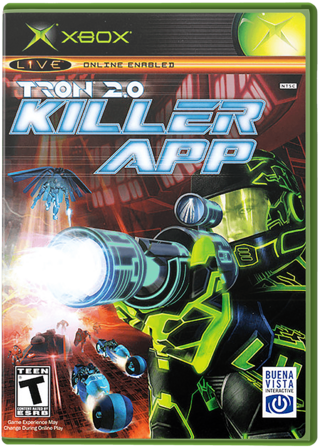 XBOX
LIVE ONLINE ENABLED
TRON 2.0
NTSC
KILLER
APP
TEEN
T
CONTENT RATED BY
ESRB
Game Experience May
Change During Online Play
BUENA
VISTA
INTERACTIVE